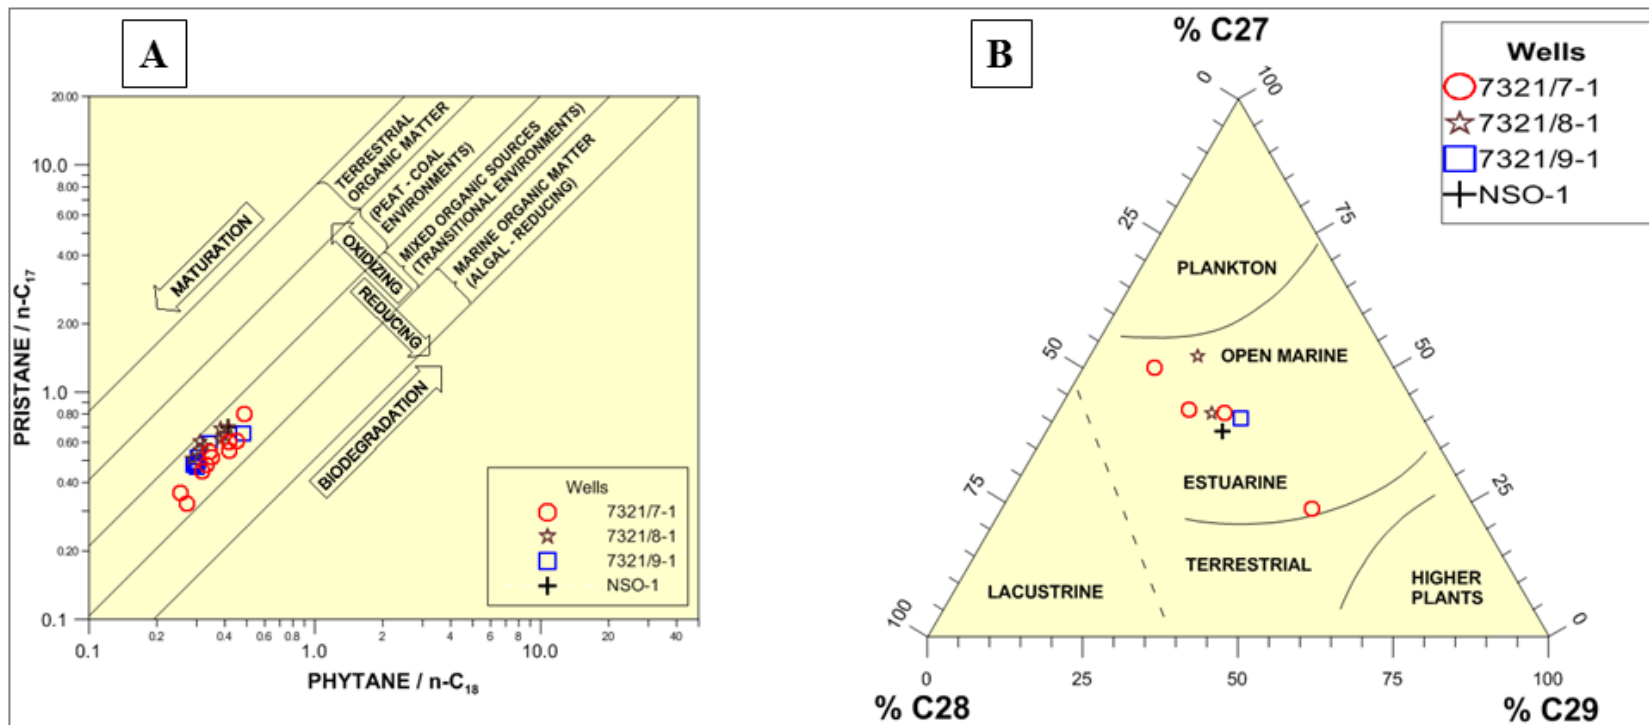 A
20.00
10.0
8.00
6.00
4.00
2.00
1.0
0.80
0.60
0.40
0.20
0.1
PRISTANE / n-C17
0.1
0.2
0.4
0.6
0.8
1.0
2
4
6
8
10.0
20
40
PHYTANE / n-C18
MATURATION
TERRESTRIAL
ORGANIC MATTER
(PEAT - COAL
ENVIRONMENTS)
MIXED ORGANIC SOURCES
(TRANSITIONAL ENVIRONMENTS)
MARINE ORGANIC MATTER
(ALGAL - REDUCING)
OXIDIZING
REDUCING
BIODEGRADATION
Wells
7321/7-1
7321/8-1
7321/9-1
NSO-1
B
% C27
0
100
25
75
50
50
75
25
100
0
0
25
50
75
100
% C28
% C29
PLANKTON
OPEN MARINE
ESTUARINE
TERRESTRIAL
LACUSTRINE
HIGHER
PLANTS
Wells
7321/7-1
7321/8-1
7321/9-1
NSO-1